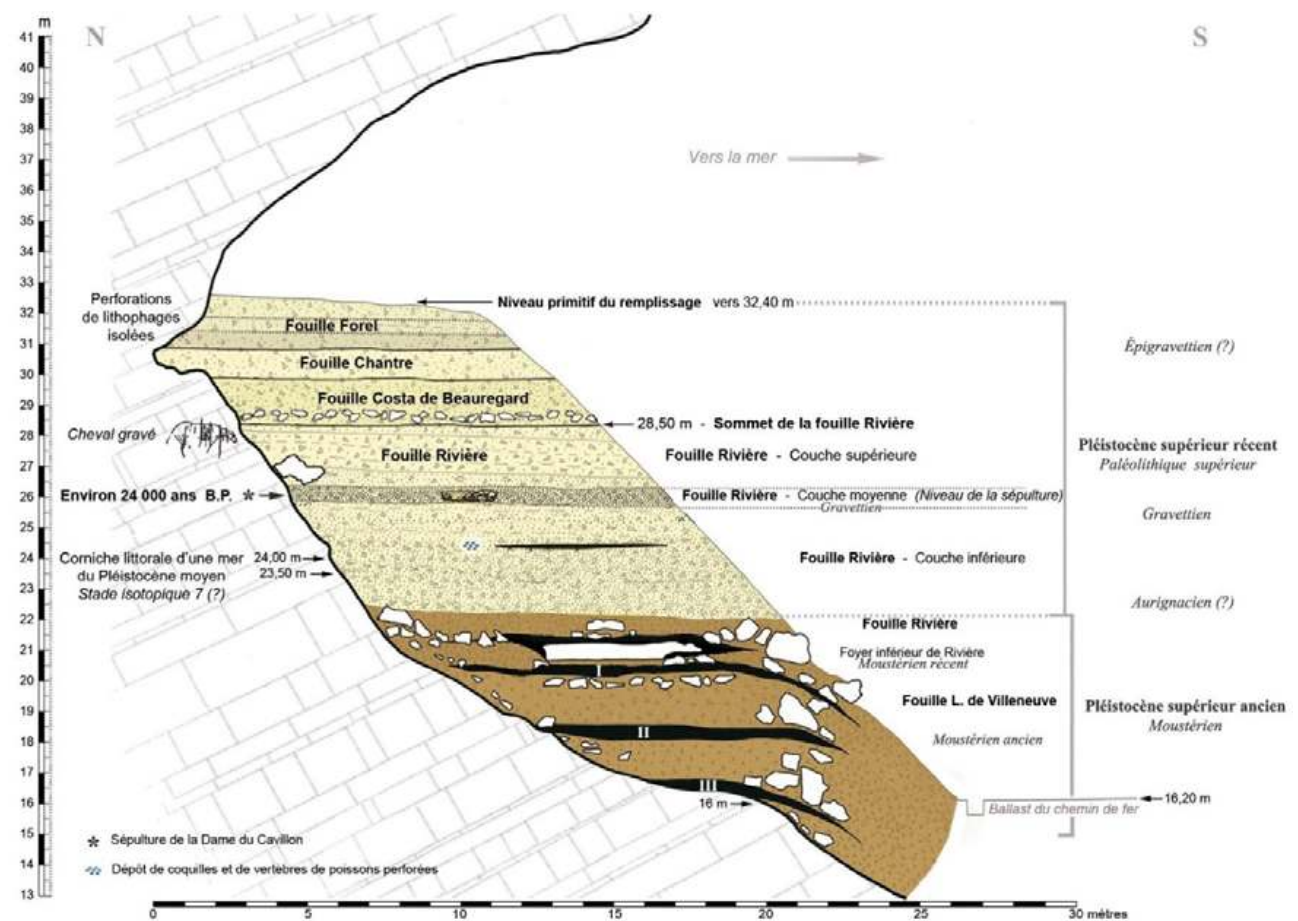 m
N
S
41
40
39
38
37
36
35
34
33
32
31
30
29
28
27
26
25
24
23
22
21
20
19
18
17
16
15
14
13
Vers la mer
Perforations
de lithophages
isolées
Niveau primitif du remplissage vers 32,40 m
Fouille Forel
Épigravettien (?)
Fouille Chantre
Fouille Costa de Beauregard
28,50 m - Sommet de la fouille Rivière
Cheval gravé
Fouille Rivière
Fouille Rivière - Couche supérieure
Pléistocène supérieur récent
Paléolithique supérieur
Environ 24 000 ans B.P. *
Fouille Rivière - Couche moyenne (Niveau de la sépulture)
Gravettien
Gravettien
Corniche littorale d'une mer
du Pléistocène moyen
Stade isotopique 7 (?)
24,00 m
23,50 m
Fouille Rivière - Couche inférieure
Aurignacien (?)
Fouille Rivière
Foyer inférieur de Rivière
Moustérien récent
I
Fouille L. de Villeneuve
Pléistocène supérieur ancien
Moustérien
II
Moustérien ancien
III
16 m
16,20 m
Ballast du chemin de fer
* Sépulture de la Dame du Cavillon
Dépôt de coquilles et de vertèbres de poissons perforées
0 5 10 15 20 25 30 mètres